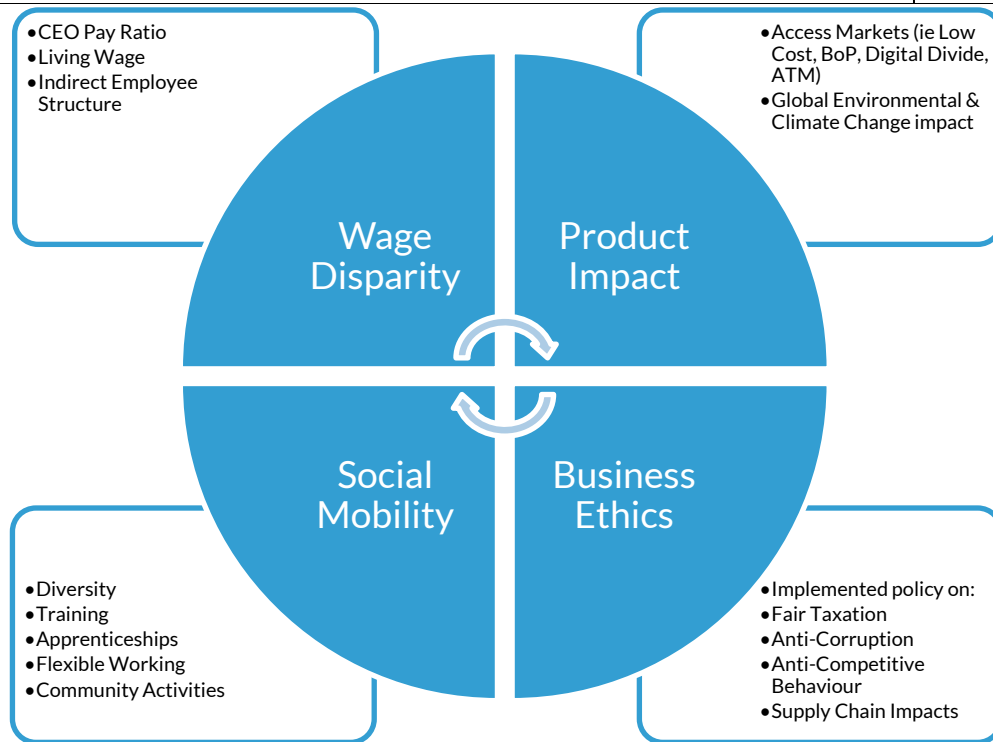 •CEO Pay Ratio
•Living Wage
•Indirect Employee
Structure
•Access Markets (ie Low
Cost, BoP, Digital Divide,
ATM)
•Global Environmental &
Climate Change impact
Wage
Disparity
Product
Impact
Social
Mobility
Business
Ethics
•Diversity
•Training
•Apprenticeships
•Flexible Working
•Community Activities
•Implemented policy on:
•Fair Taxation
•Anti-Corruption
•Anti-Competitive
Behaviour
•Supply Chain Impacts